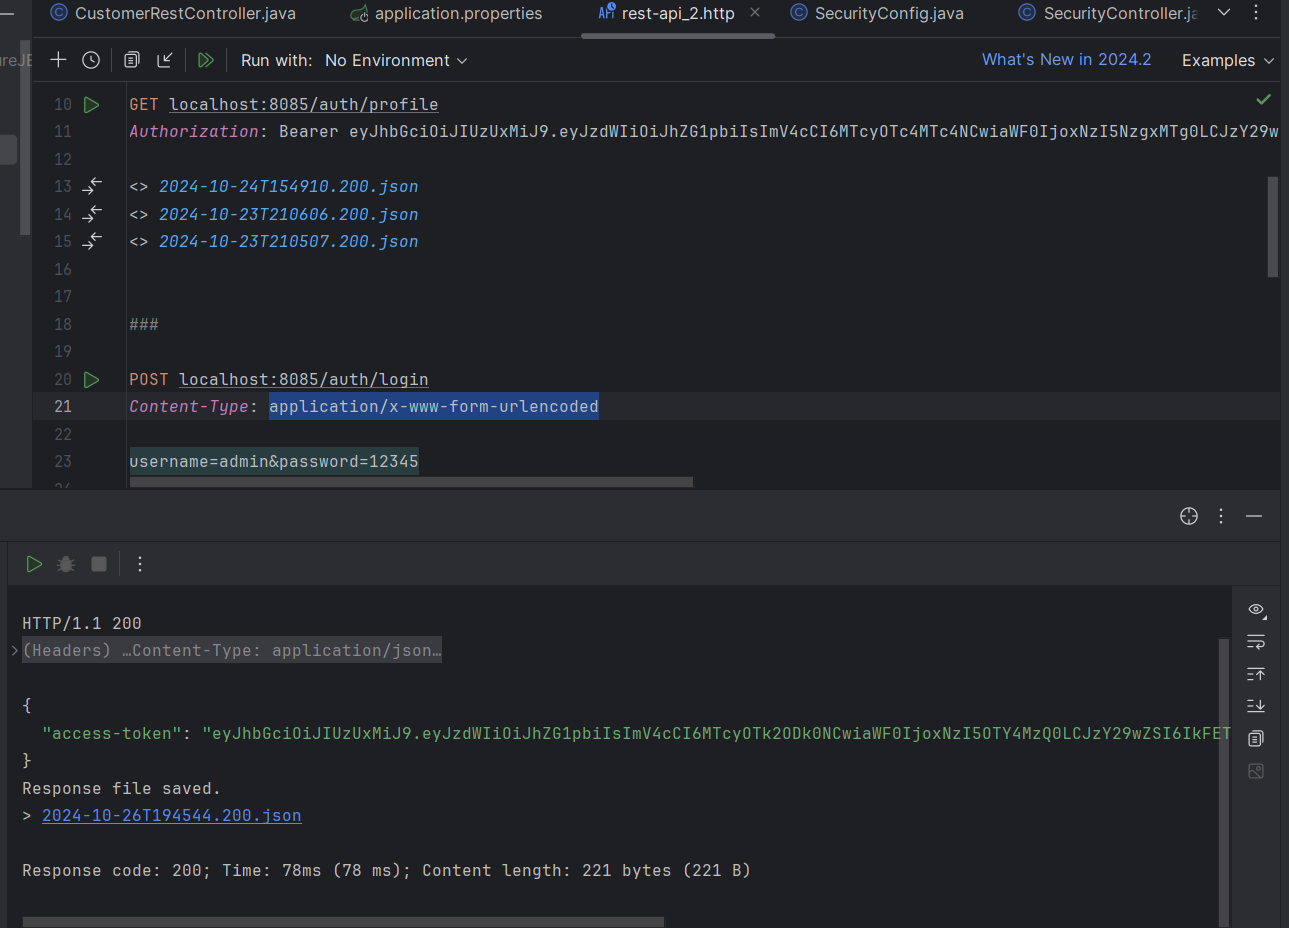 CustomerRestController.java
application.properties
API rest-api_2.http
SecurityConfig.java
SecurityController.ja
ureJE
Run with: No Environment
What's New in 2024.2
Examples
10 GET localhost:8085/auth/profile
11 Authorization: Bearer eyJhbGciOiJIUzUxMiJ9.eyJzdWIiOiJhZG1pbiIsImV4cCI6MTcyOTc4MTc4NCwiaWF0IjoxNzI5NzgxMTg0LCJzY29w
12
13 <> 2024-10-24T154910.200.json
14 <> 2024-10-23T210606.200.json
15 <> 2024-10-23T210507.200.json
16
17
18 ###
19
20 POST localhost:8085/auth/login
21 Content-Type: application/x-www-form-urlencoded
22
23 username=admin&password=12345
HTTP/1.1 200
(Headers) …Content-Type: application/json…
{
"access-token": "eyJhbGciOiJIUzUxMiJ9.eyJzdWIiOiJhZG1pbiIsImV4cCI6MTcyOTk2ODk0NCwiaWF0IjoxNzI5OTY4MzQ0LCJzY29wZSI6IkFET
}
Response file saved.
> 2024-10-26T194544.200.json
Response code: 200; Time: 78ms (78 ms); Content length: 221 bytes (221 B)